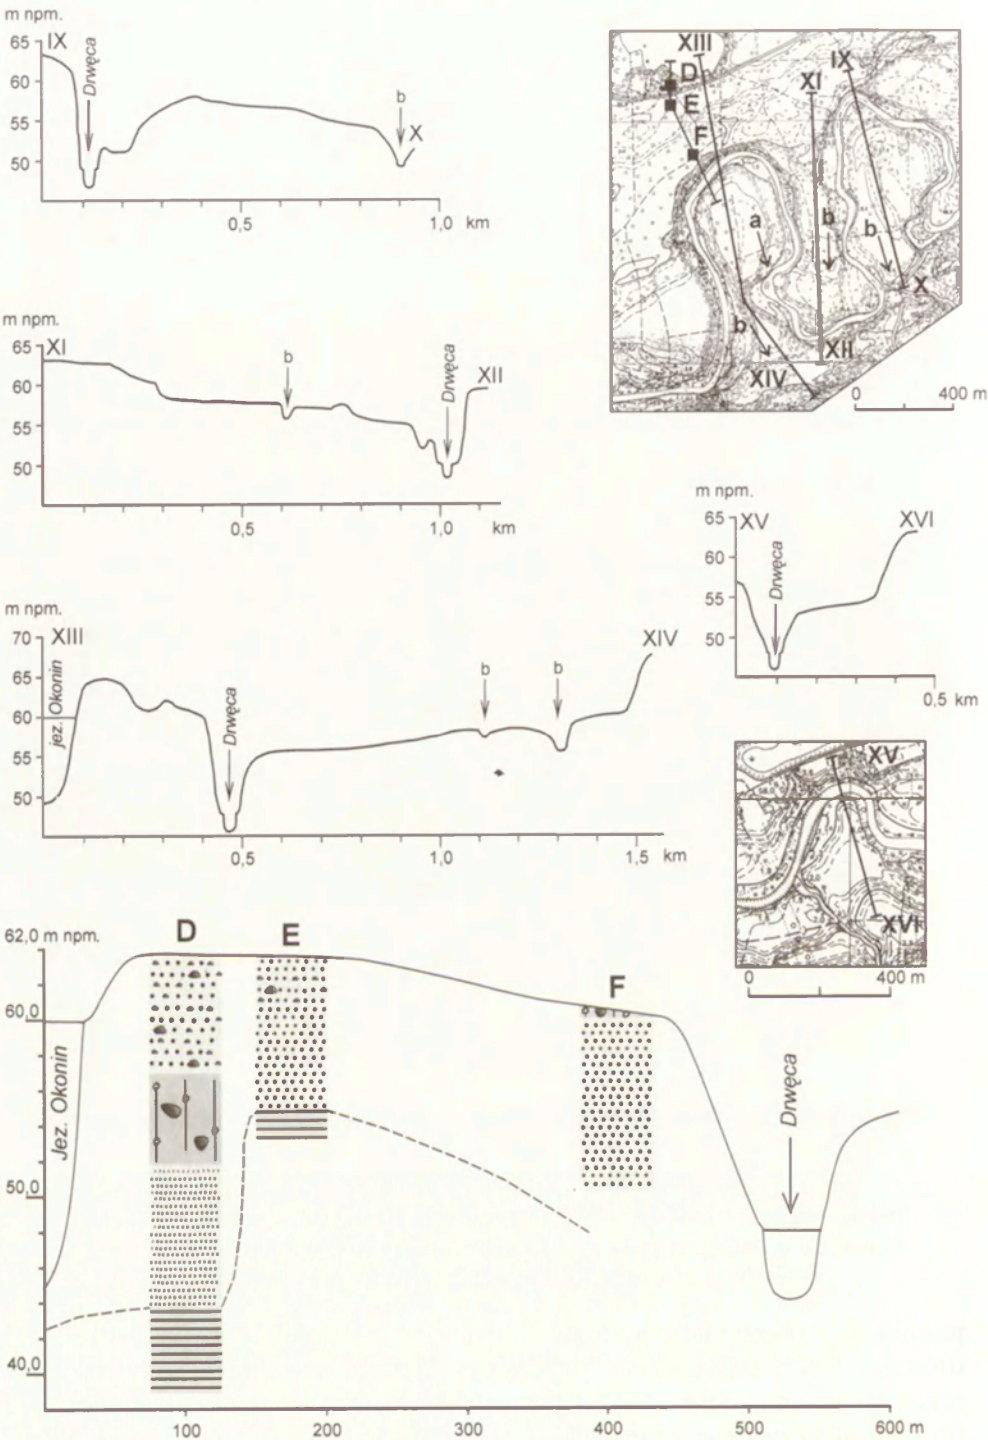 m npm.
65
60
55
50
IX
Drwęca
b
X
0,5
1,0 km
XIII
D
E
F
IX
XI
a
b
b
b
X
XII
XIV
0 400 m
m npm.
65
60
55
50
XI
b
Drwęca
XII
0,5
1,0
km
m npm.
65
60
55
50
XV
XVI
Drwęca
0,5 km
m npm.
70
65
60
55
50
XIII
jez. Okonin
Drwęca
b
b
XIV
0,5
1,0
1,5 km
XV
XVI
0 400 m
62,0 m npm.
60,0
50,0
40,0
Jez. Okonin
D
E
F
Drwęca
100
200
300
400
500
600 m